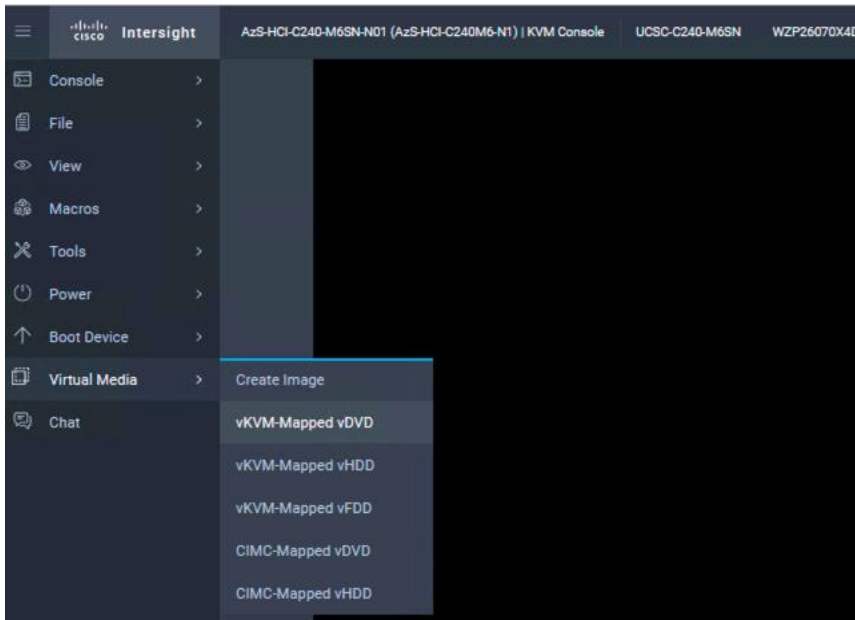 cisco Intersight AzS-HCI-C240-M6SN-N01 (AzS-HCI-C240M6-N1) | KVM Console UCSC-C240-M6SN WZP26070X4D
Console
File
View
Macros
Tools
Power
Boot Device
Virtual Media
Chat
Create Image
vKVM-Mapped vDVD
vKVM-Mapped vHDD
vKVM-Mapped vFDD
CIMC-Mapped vDVD
CIMC-Mapped vHDD